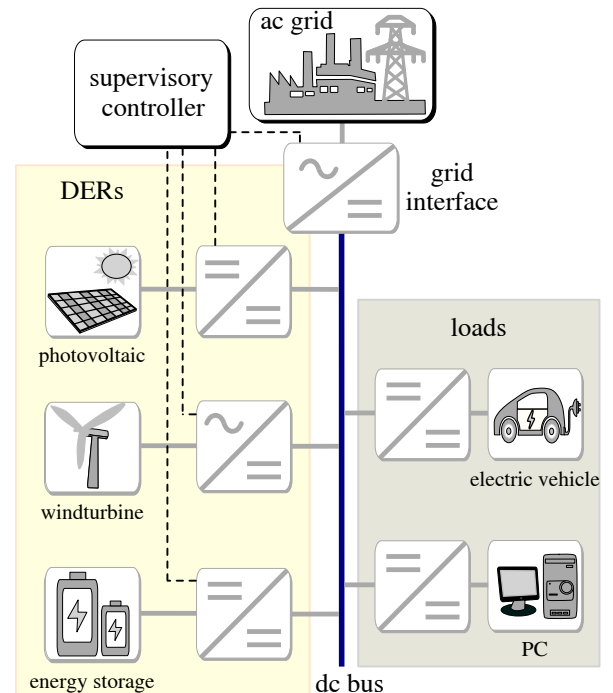 ac grid
supervisory
controller
grid
interface
DERs
photovoltaic
loads
electric vehicle
windturbine
PC
energy storage
dc bus